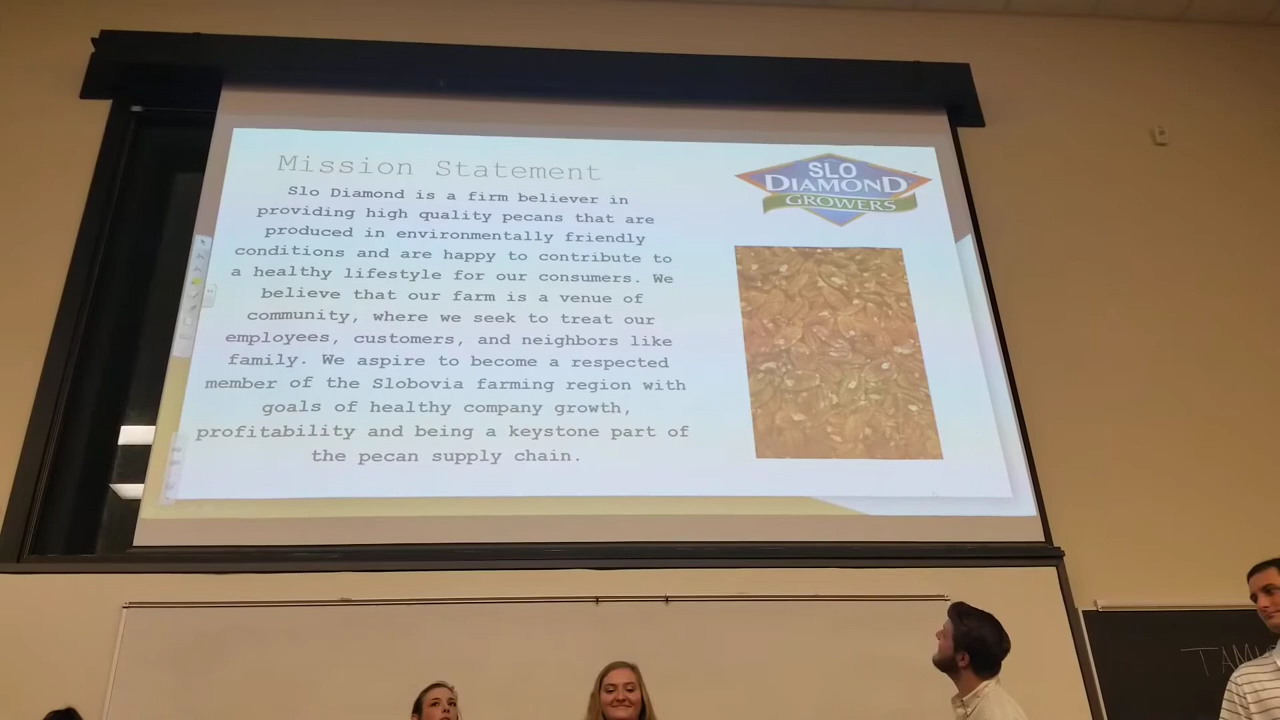 Mission Statement
Slo Diamond is a firm believer in
providing high quality pecans that are
produced in environmentally friendly
conditions and are happy to contribute to
a healthy lifestyle for our consumers. We
believe that our farm is a venue of
community, where we seek to treat our
employees, customers, and neighbors like
family. We aspire to become a respected
member of the Slobovia farming region with
goals of healthy company growth,
profitability and being a keystone part of
the pecan supply chain.
SLO
DIAMOND
GROWERS